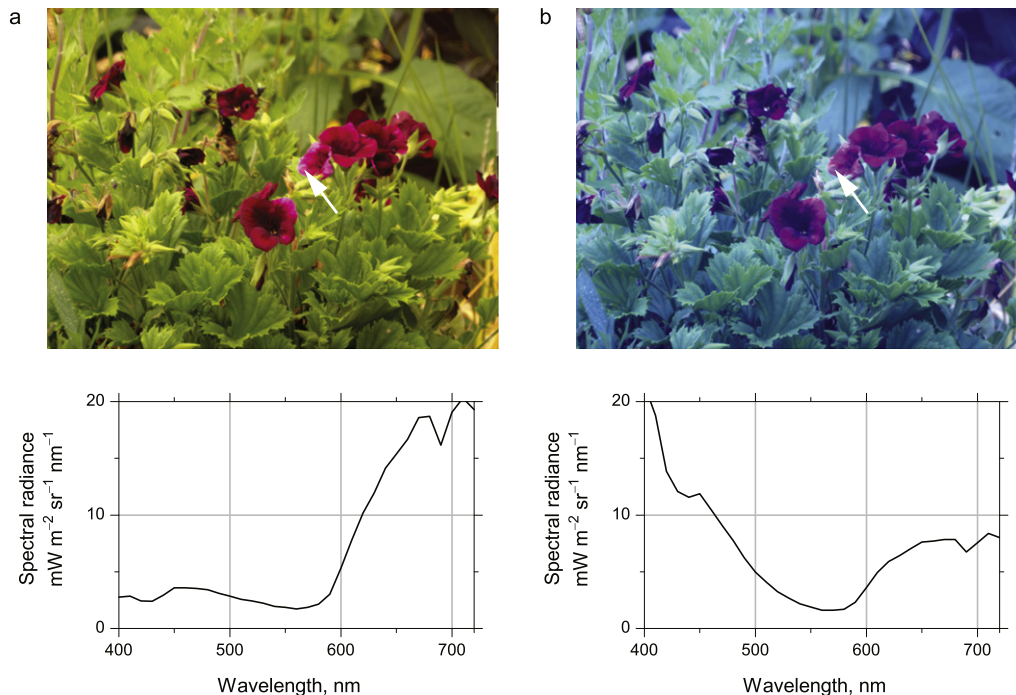 a
b
20
10
0
Spectral radiance
mW m⁻² sr⁻¹ nm⁻¹
400
500
600
700
Wavelength, nm
20
10
0
Spectral radiance
mW m⁻² sr⁻¹ nm⁻¹
400
500
600
700
Wavelength, nm